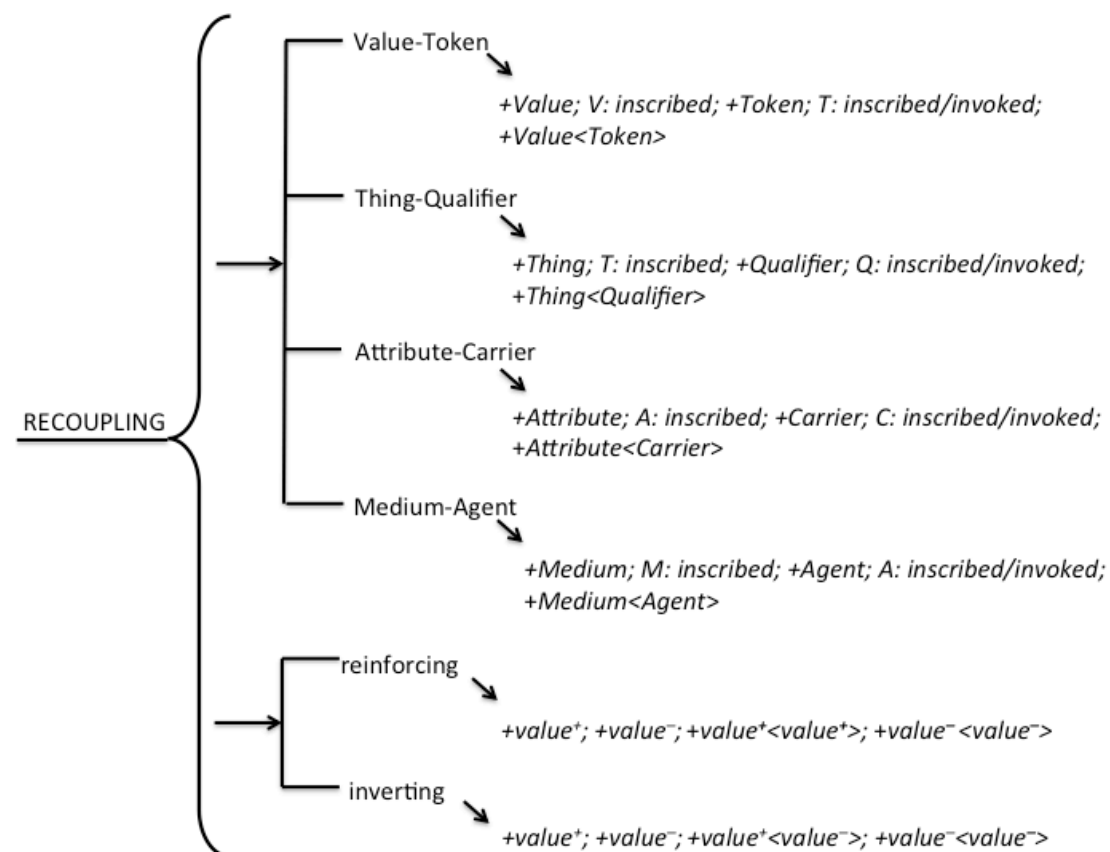 Value-Token
+Value; V: inscribed; +Token; T: inscribed/invoked;
+Value<Token>
Thing-Qualifier
+Thing; T: inscribed; +Qualifier; Q: inscribed/invoked;
+Thing<Qualifier>
Attribute-Carrier
+Attribute; A: inscribed; +Carrier; C: inscribed/invoked;
+Attribute<Carrier>
RECOUPLING
Medium-Agent
+Medium; M: inscribed; +Agent; A: inscribed/invoked;
+Medium<Agent>
reinforcing
+value⁺; +value⁻; +value⁺<value⁺>; +value⁻<value⁻>
inverting
+value⁺; +value⁻; +value⁺<value⁻>; +value⁻<value⁻>